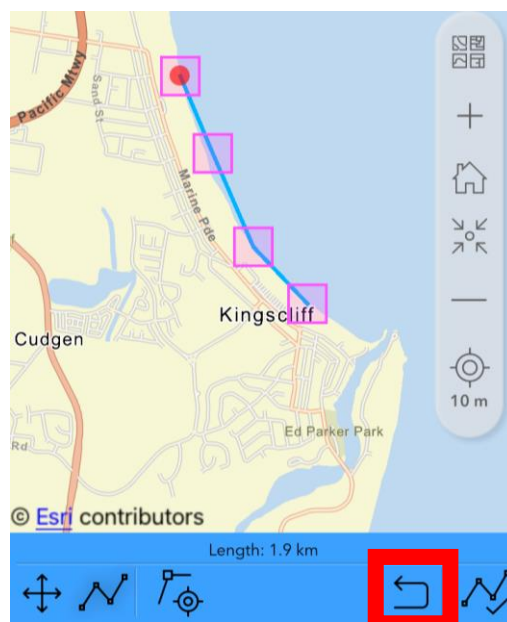 Pacific Mtwy
Sand St
Marine Pde
Kingscliff
Cudgen
Ed Parker Park
Rd
10 m
© Esri contributors
Length: 1.9 km